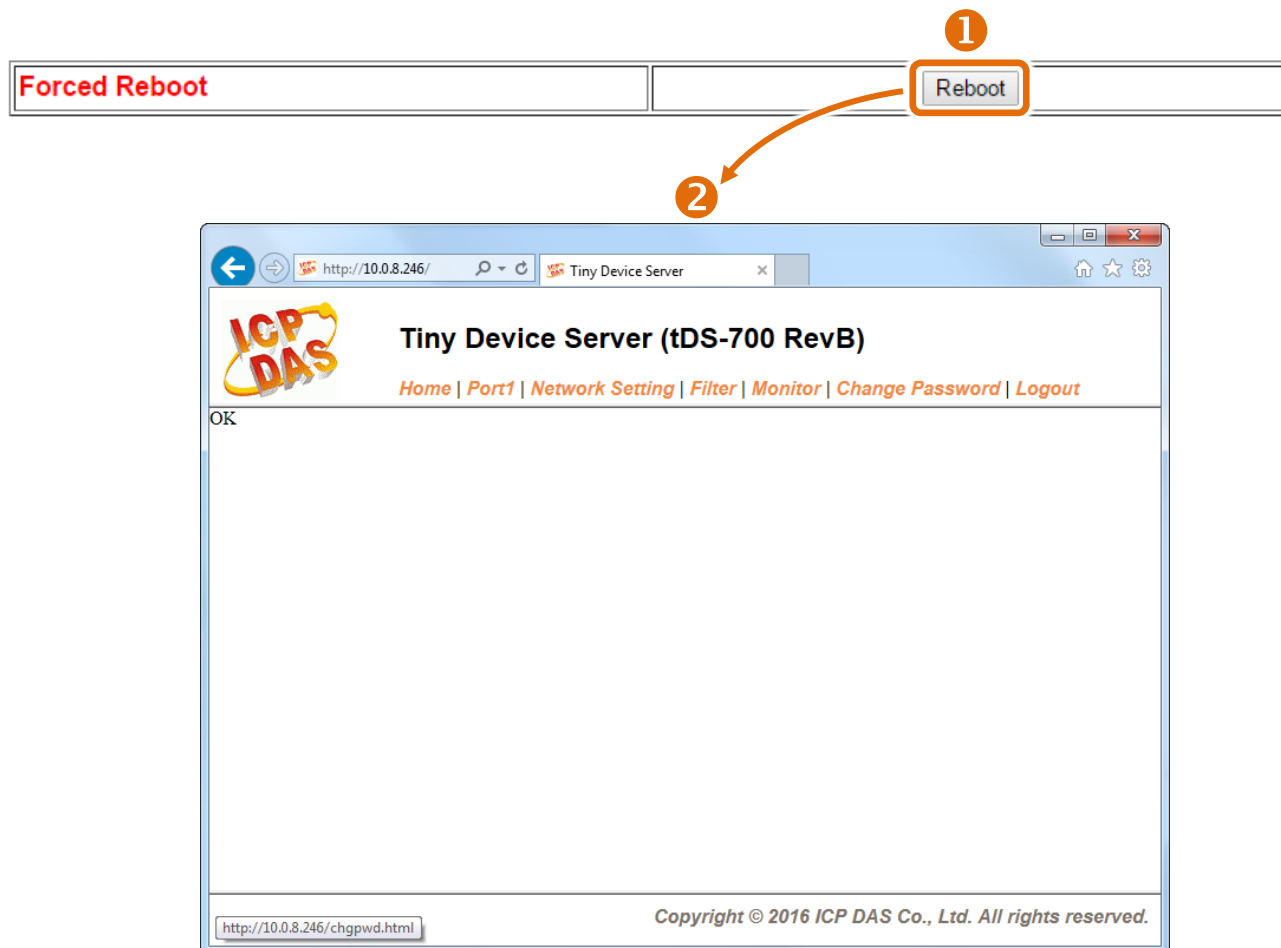 1
Forced Reboot
Reboot
2
http://10.0.8.246/
Tiny Device Server
ICP
DAS
Tiny Device Server (tDS-700 RevB)
Home | Port1 | Network Setting | Filter | Monitor | Change Password | Logout
OK
Copyright © 2016 ICP DAS Co., Ltd. All rights reserved.
http://10.0.8.246/chgpwd.html